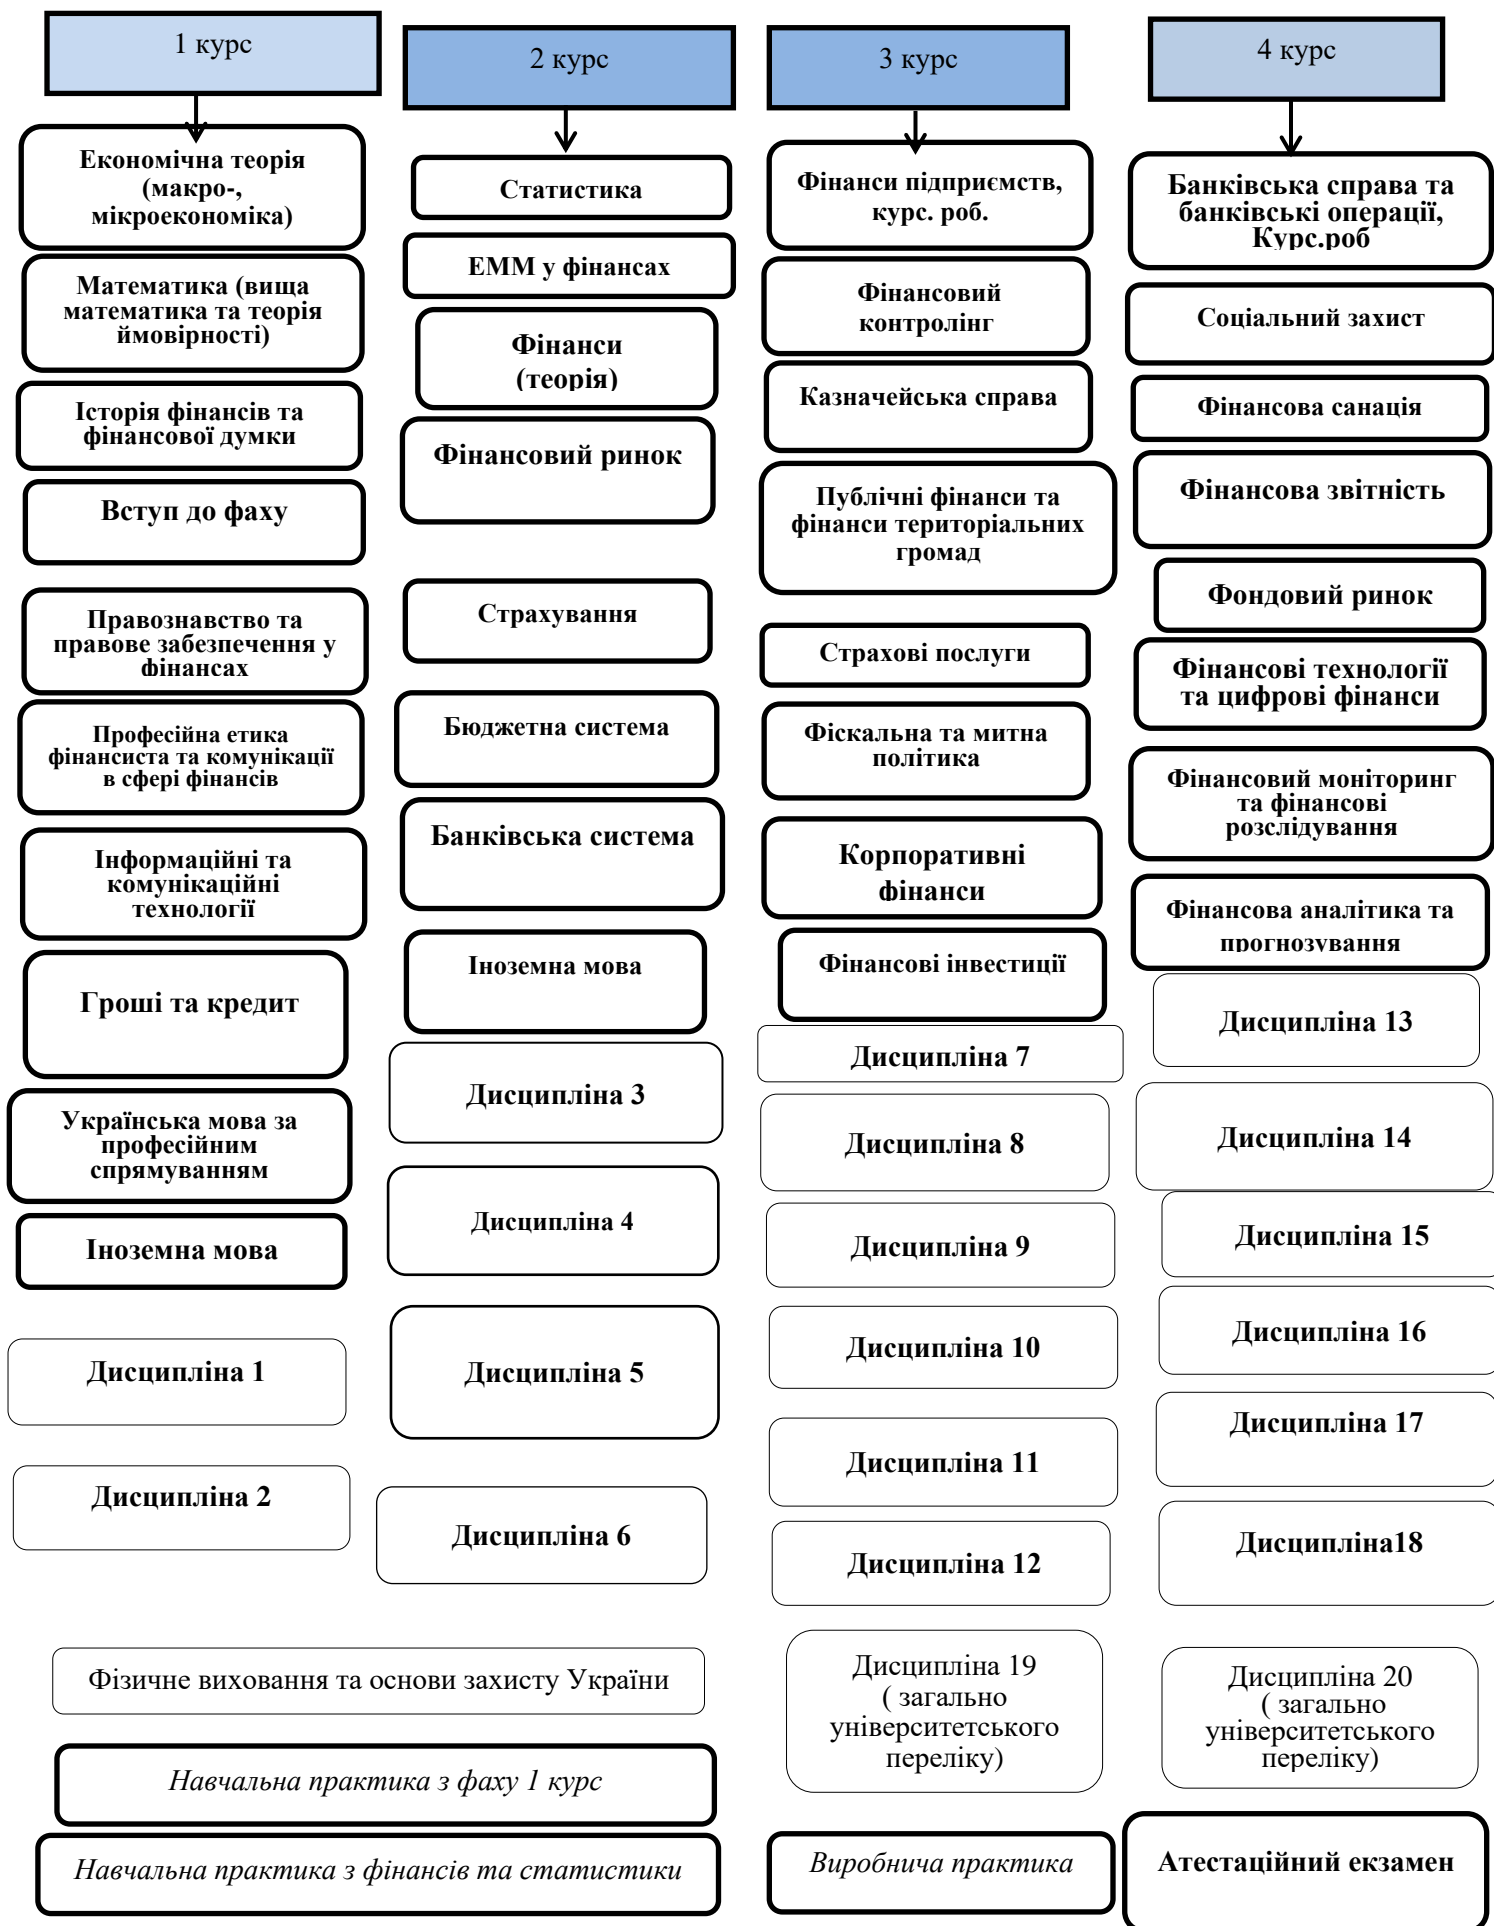 1 курс
Економічна теорія
(макро-,
мікроекономіка)
Математика (вища
математика та теорія
ймовірності)
Історія фінансів та
фінансової думки
Вступ до фаху
Правознавство та
правове забезпечення у
фінансах
Професійна етика
фінансиста та комунікації
в сфері фінансів
Інформаційні та
комунікаційні
технології
Гроші та кредит
Українська мова за
професійним
спрямуванням
Іноземна мова
Дисципліна 1
Дисципліна 2
2 курс
Статистика
ЕММ у фінансах
Фінанси
(теорія)
Фінансовий ринок
Страхування
Бюджетна система
Банківська система
Іноземна мова
Дисципліна 3
Дисципліна 4
Дисципліна 5
Дисципліна 6
3 курс
Фінанси підприємств,
курс. роб.
Фінансовий
контролінг
Казначейська справа
Публічні фінанси та
фінанси територіальних
громад
Страхові послуги
Фіскальна та митна
політика
Корпоративні
фінанси
Фінансові інвестиції
Дисципліна 7
Дисципліна 8
Дисципліна 9
Дисципліна 10
Дисципліна 11
Дисципліна 12
4 курс
Банківська справа та
банківські операції,
Курс.роб
Соціальний захист
Фінансова санація
Фінансова звітність
Фондовий ринок
Фінансові технології
та цифрові фінанси
Фінансовий моніторинг
та фінансові
розслідування
Фінансова аналітика та
прогнозування
Дисципліна 13
Дисципліна 14
Дисципліна 15
Дисципліна 16
Дисципліна 17
Дисципліна18
Фізичне виховання та основи захисту України
Навчальна практика з фаху 1 курс
Навчальна практика з фінансів та статистики
Дисципліна 19
( загально
університетського
переліку)
Виробнича практика
Дисципліна 20
( загально
університетського
переліку)
Атестаційний екзамен